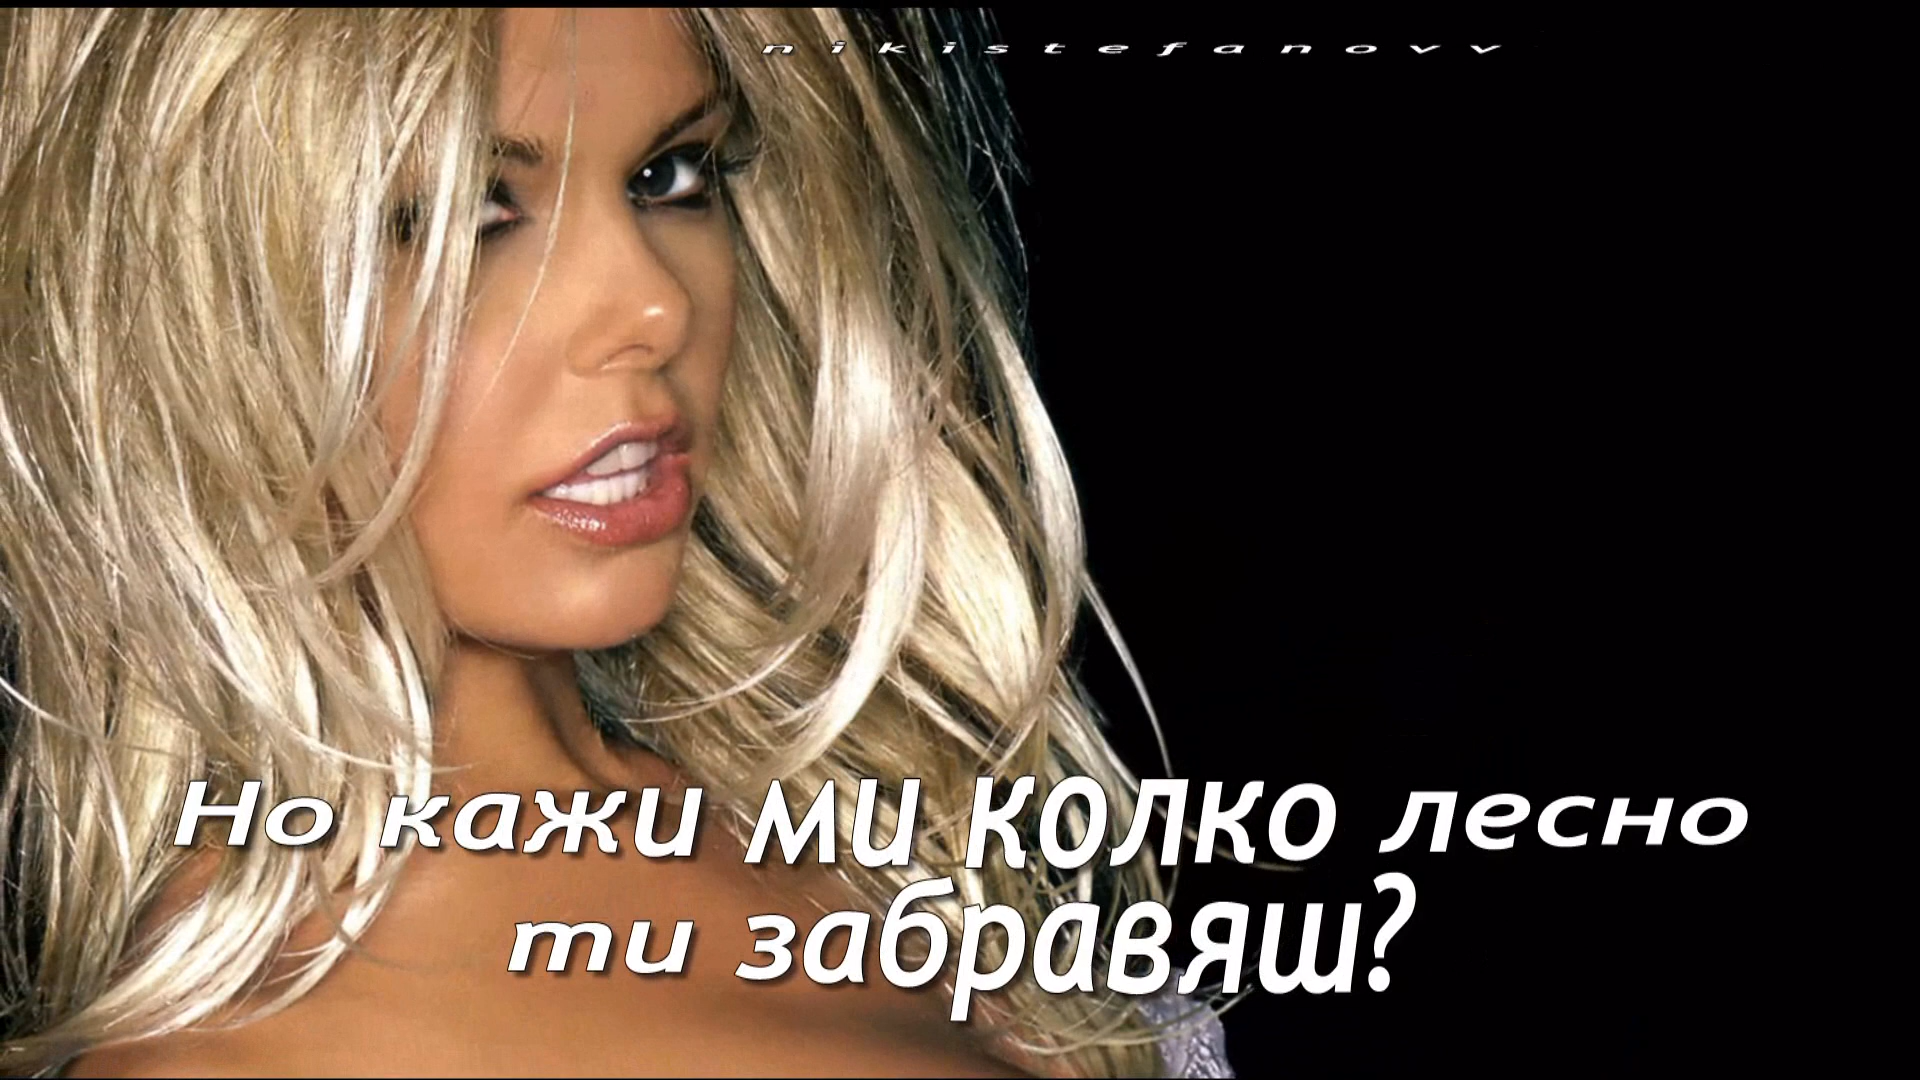 nikistefanovv
Но кажи ми колко лесно
ти забравяш?